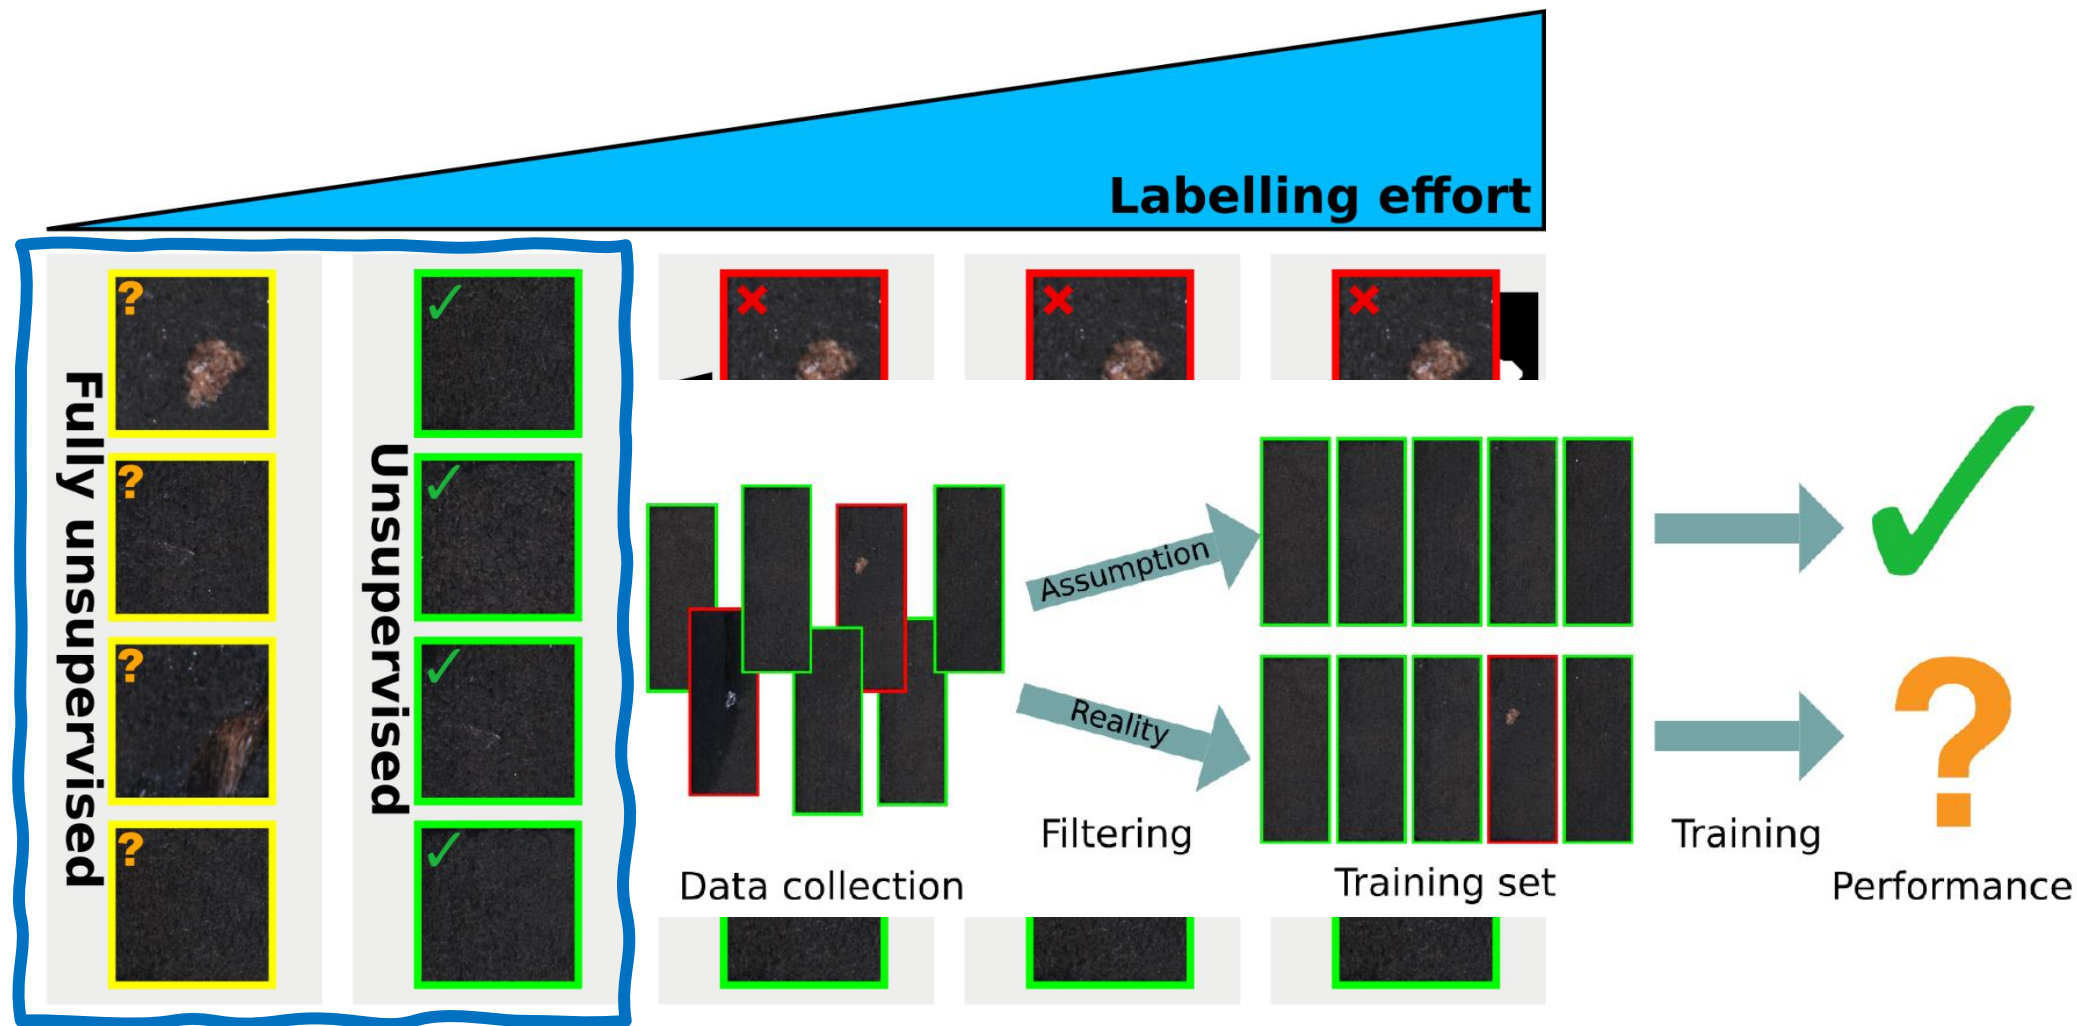 Labelling effort
Fully unsupervised
?
?
?
?
Unsupervised
Assumption
Reality
Filtering
Data collection
Training set
Training
?
Performance